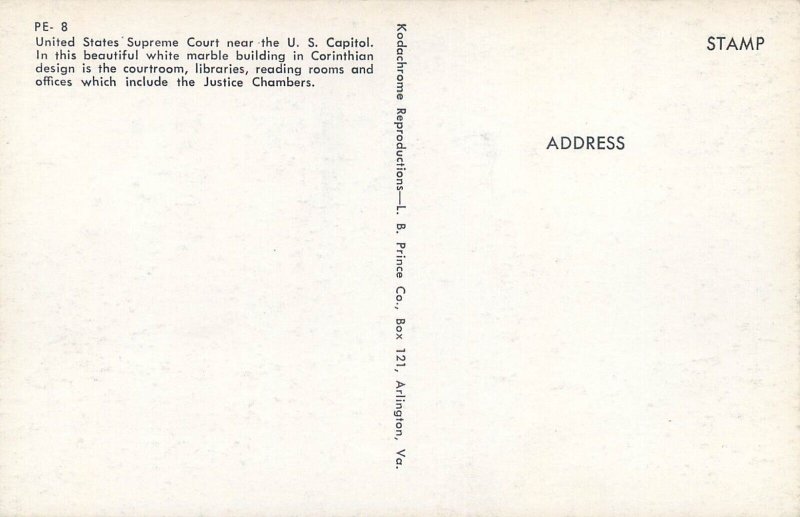 PE- 8
United States Supreme Court near the U. S. Capitol.
In this beautiful white marble building in Corinthian
design is the courtroom, libraries, reading rooms and
offices which include the Justice Chambers.
Kodachrome Reproductions—L. B. Prince Co., Box 121, Arlington, Va.
STAMP
ADDRESS